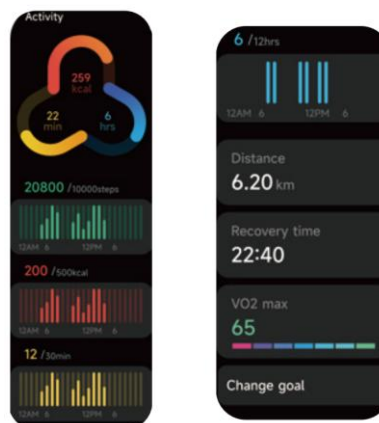 Activity
259
kcal
22
min
6
hrs
20800 /10000steps
12AM 6 12PM 6
200 /500kcal
12AM 6 12PM 6
12 /30min
12AM 6 12PM 6
6 /12hrs
12AM 6 12PM 6
Distance
6.20 km
Recovery time
22:40
VO2 max
65
Change goal